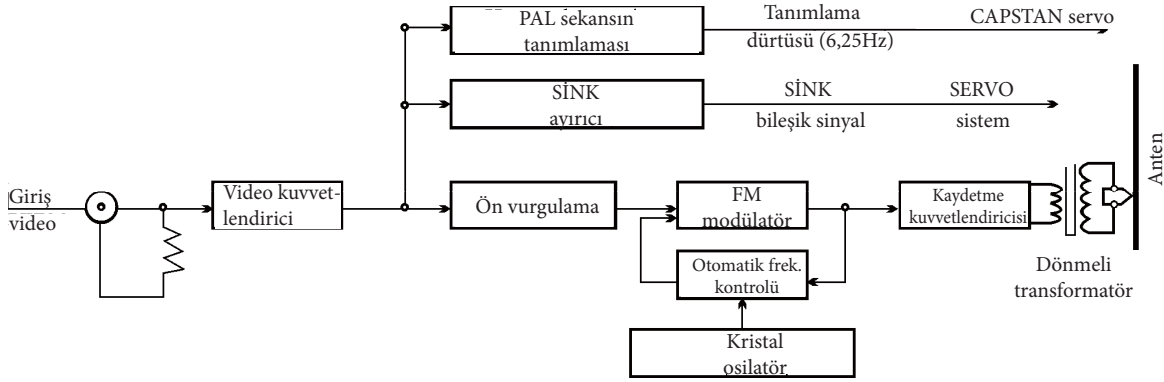 PAL sekansın
tanımlaması
Tanımlama
dürtüsü (6,25Hz)
CAPSTAN servo
SİNK
ayırıcı
SİNK
bileşik sinyal
SERVO
sistem
Giriş
video
Video kuvvet-
lendirici
Ön vurgulama
FM
modülatör
Kaydetme
kuvvetlendiricisi
Anten
Otomatik frek.
kontrolü
Dönmeli
transformatör
Kristal
osilatör